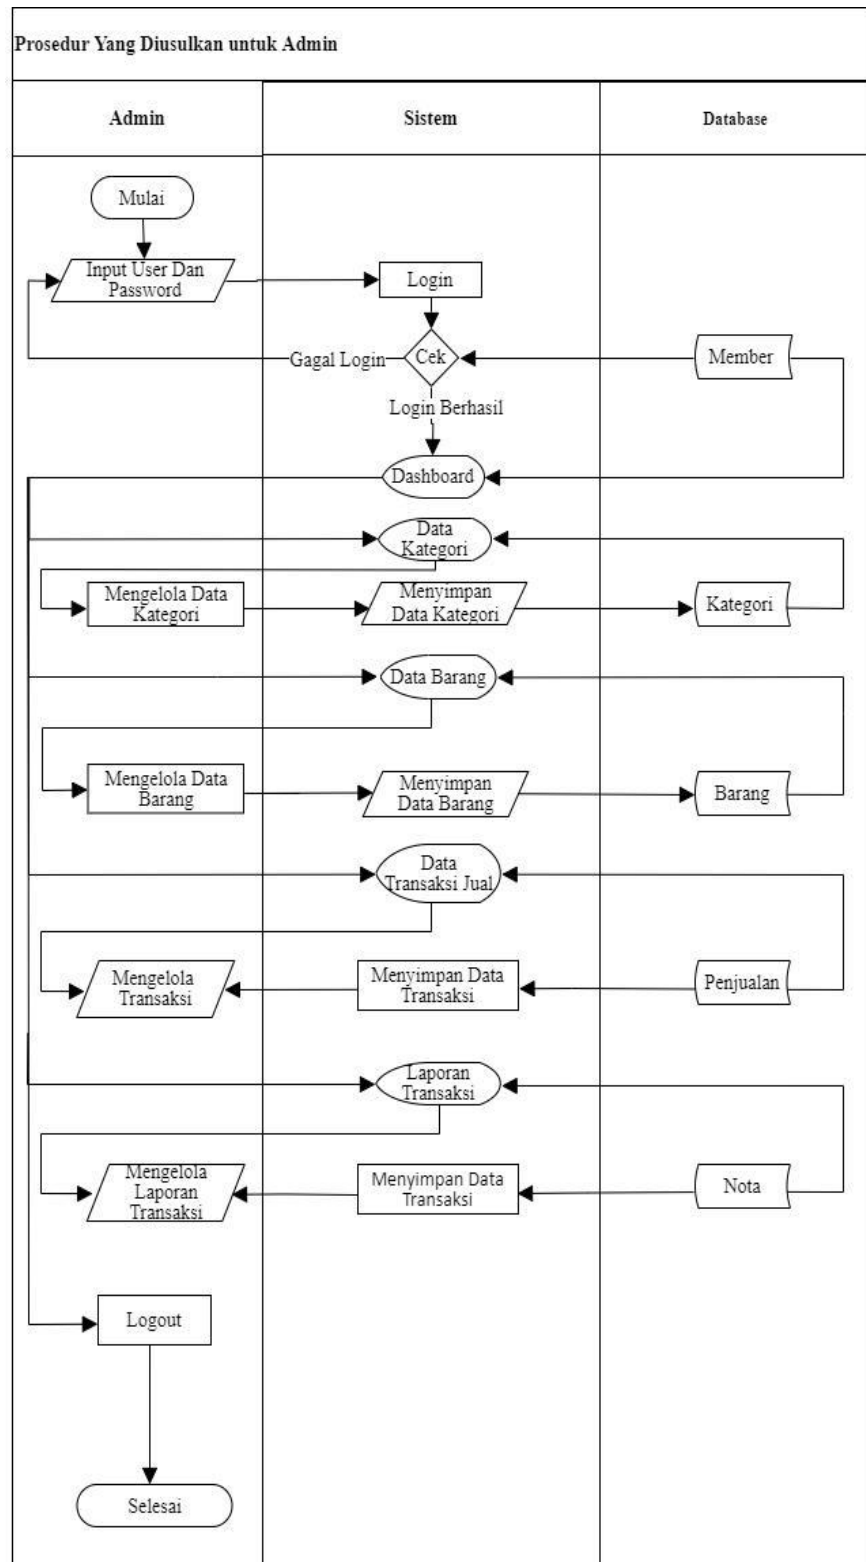 Prosedur Yang Diusulkan untuk Admin
Admin
Sistem
Database
Mulai
Input User Dan
Password
Login
Gagal Login
Cek
Member
Login Berhasil
Dashboard
Data
Kategori
Mengelola Data
Kategori
Menyimpan
Data Kategori
Kategori
Data Barang
Mengelola Data
Barang
Menyimpan
Data Barang
Barang
Data
Transaksi Jual
Mengelola
Transaksi
Menyimpan Data
Transaksi
Penjualan
Laporan
Transaksi
Mengelola
Laporan
Transaksi
Menyimpan Data
Transaksi
Nota
Logout
Selesai